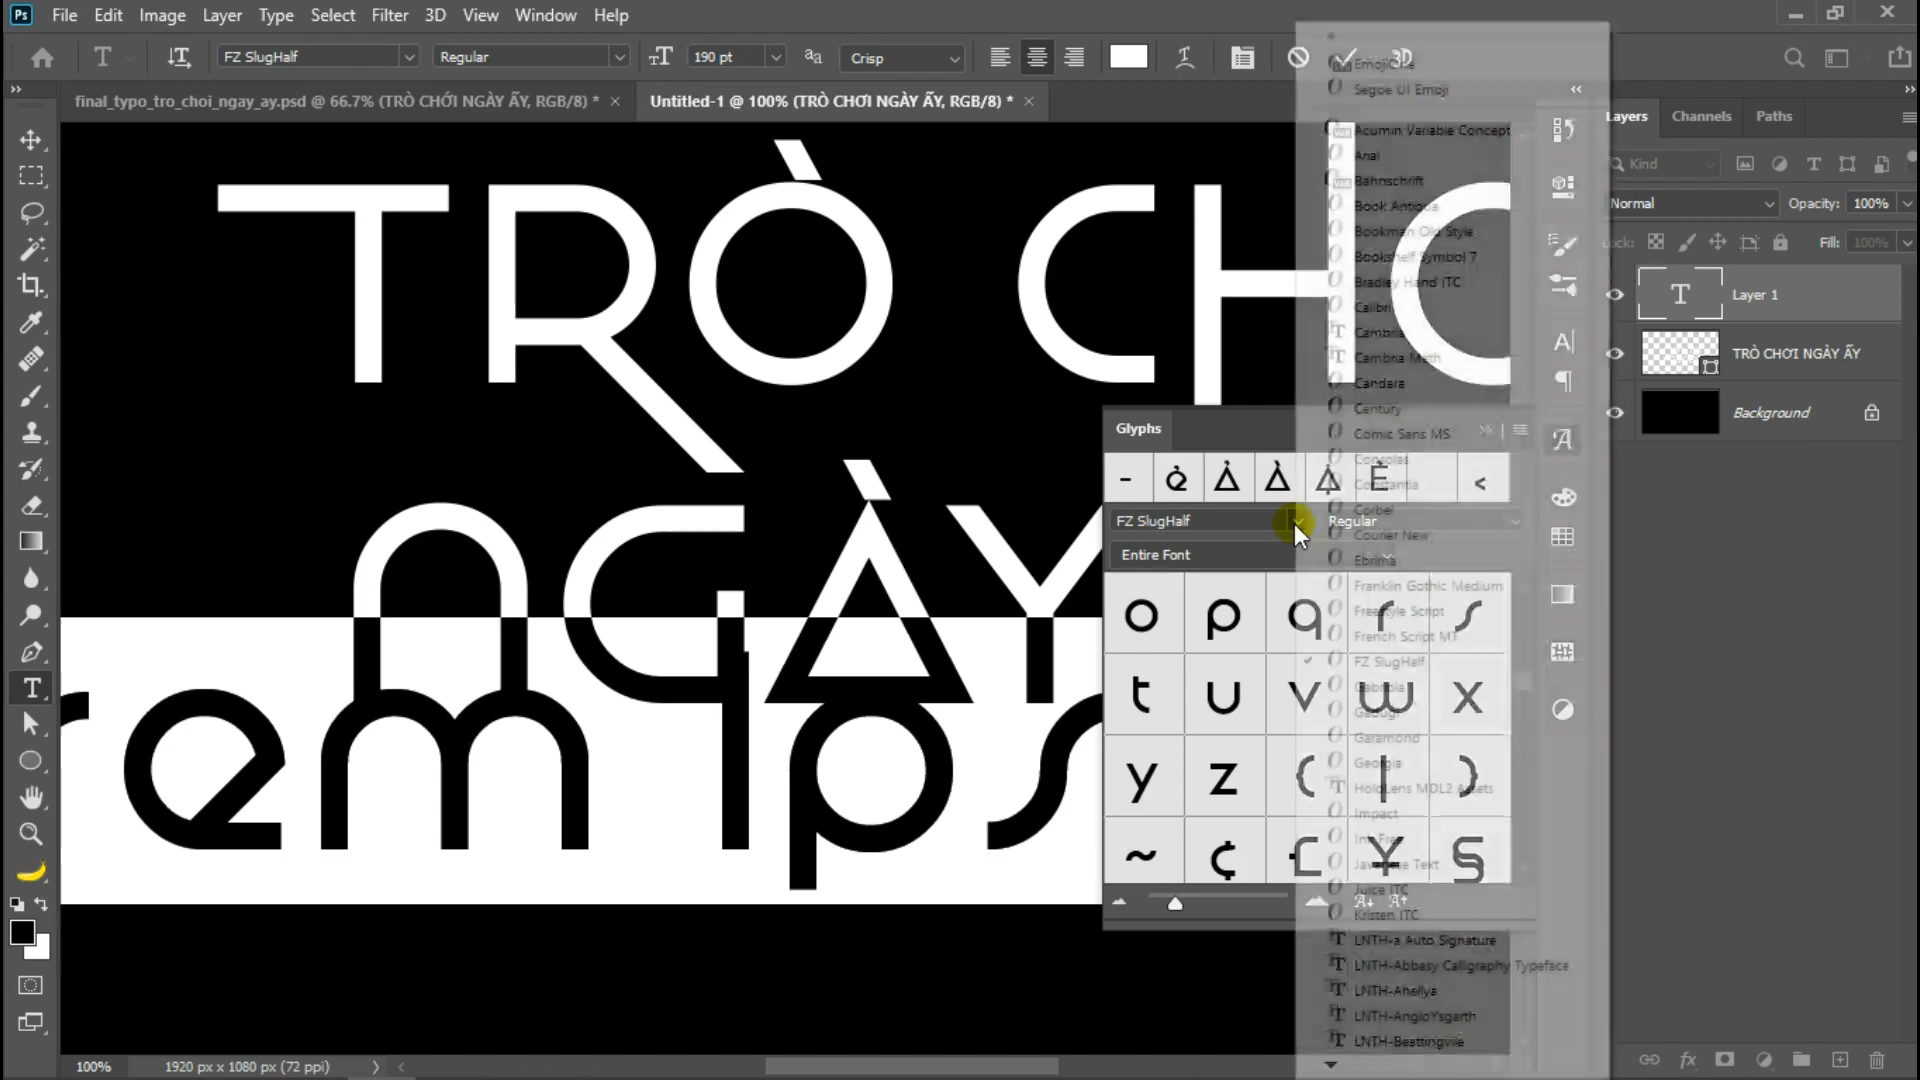 Ps File Edit Image Layer Type Select Filter 3D View Window Help
FZ SlugHalf Regular 190 pt aa Crisp 3D
final_typo_tro_choi_ngay_ay.psd @ 66.7% (TRÒ CHƠI NGÀY ẤY, RGB/8) * × Untitled-1 @ 100% (TRÒ CHƠI NGÀY ẤY, RGB/8) * ×
TRÒ CHO
NGÀY
rem ips
EmojiOne
Segoe UI Emoji
Acumin Variable Concept
Arial
Bahnschrift
Book Antiqua
Bookman Old Style
Bookshelf Symbol 7
Bradley Hand ITC
Calibri
Cambria
Cambria Math
Candara
Century
Comic Sans MS
Consolas
Constantia
Corbel
Courier New
Ebrima
Franklin Gothic Medium
Freestyle Script
French Script MT
FZ SlugHalf
Gabriola
Gadugi
Garamond
Georgia
HoloLens MDL2 Assets
Impact
Ink Free
Javanese Text
Juice ITC
Kristen ITC
LNTH-a Auto Signature
LNTH-Abbasy Calligraphy Typeface
LNTH-Ahellya
LNTH-AngloYsgarth
LNTH-Beattingvile
Glyphs
FZ SlugHalf Regular
Entire Font
o p q r s
t u v w x
y z { | }
~ ¢ £ ¥ §
Layers Channels Paths
Kind
Normal Opacity: 100%
Lock: Fill: 100%
Layer 1
TRÒ CHƠI NGÀY ẤY
Background
100% 1920 px x 1080 px (72 ppi)